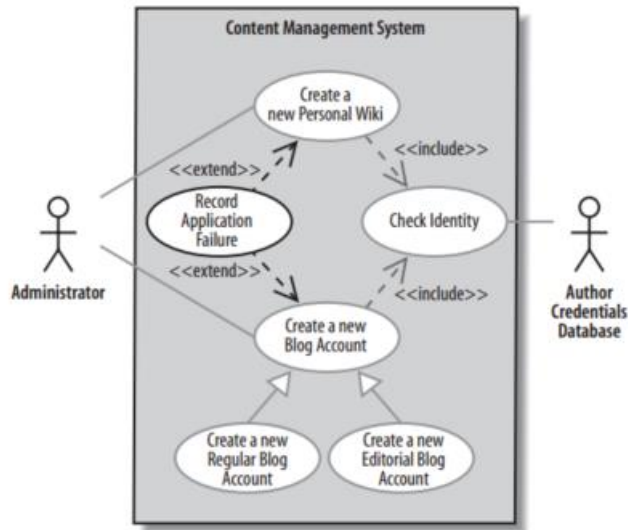 Content Management System
Create a
new Personal Wiki
<<extend>>
<<include>>
Record
Application
Failure
Check Identity
<<extend>>
<<include>>
Administrator
Author
Credentials
Database
Create a new
Blog Account
Create a new
Regular Blog
Account
Create a new
Editorial Blog
Account